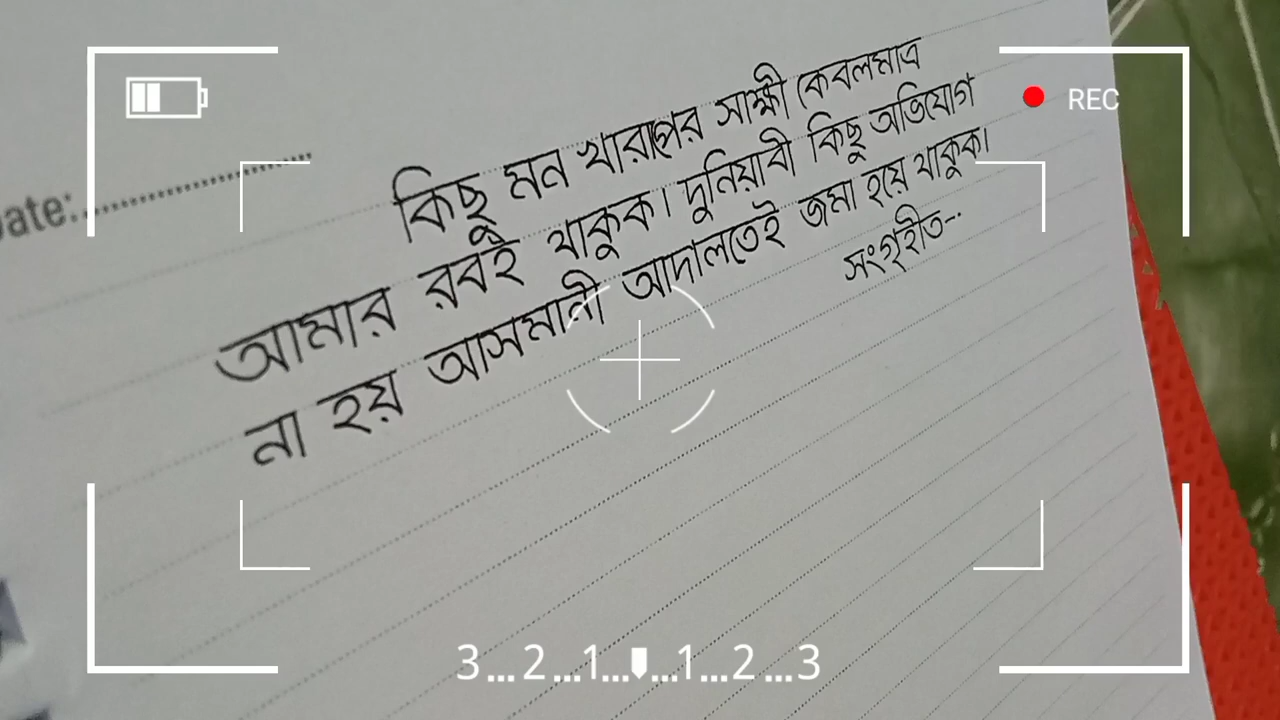 REC
Date:
কিছু মন খারাপের সাক্ষী কেবলমাত্র
আমার রবই থাকুক। দুনিয়াবী কিছু অভিযোগ
না হয় আসমানী আদালতেই জমা হয়ে থাকুক।
সংগৃহীত--
3...2...1...1...2...3